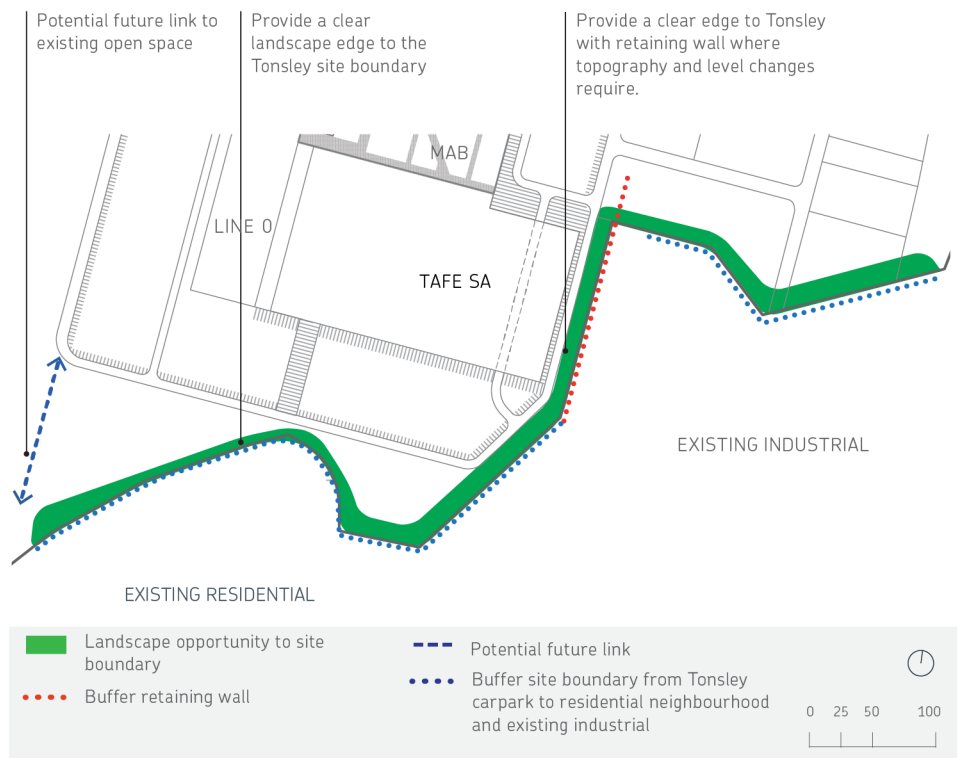 Potential future link to
existing open space
Provide a clear
landscape edge to the
Tonsley site boundary
Provide a clear edge to Tonsley
with retaining wall where
topography and level changes
require.
MAB
LINE O
TAFE SA
EXISTING INDUSTRIAL
EXISTING RESIDENTIAL
Landscape opportunity to site
boundary
Buffer retaining wall
Potential future link
Buffer site boundary from Tonsley
carpark to residential neighbourhood
and existing industrial
0 25 50 100